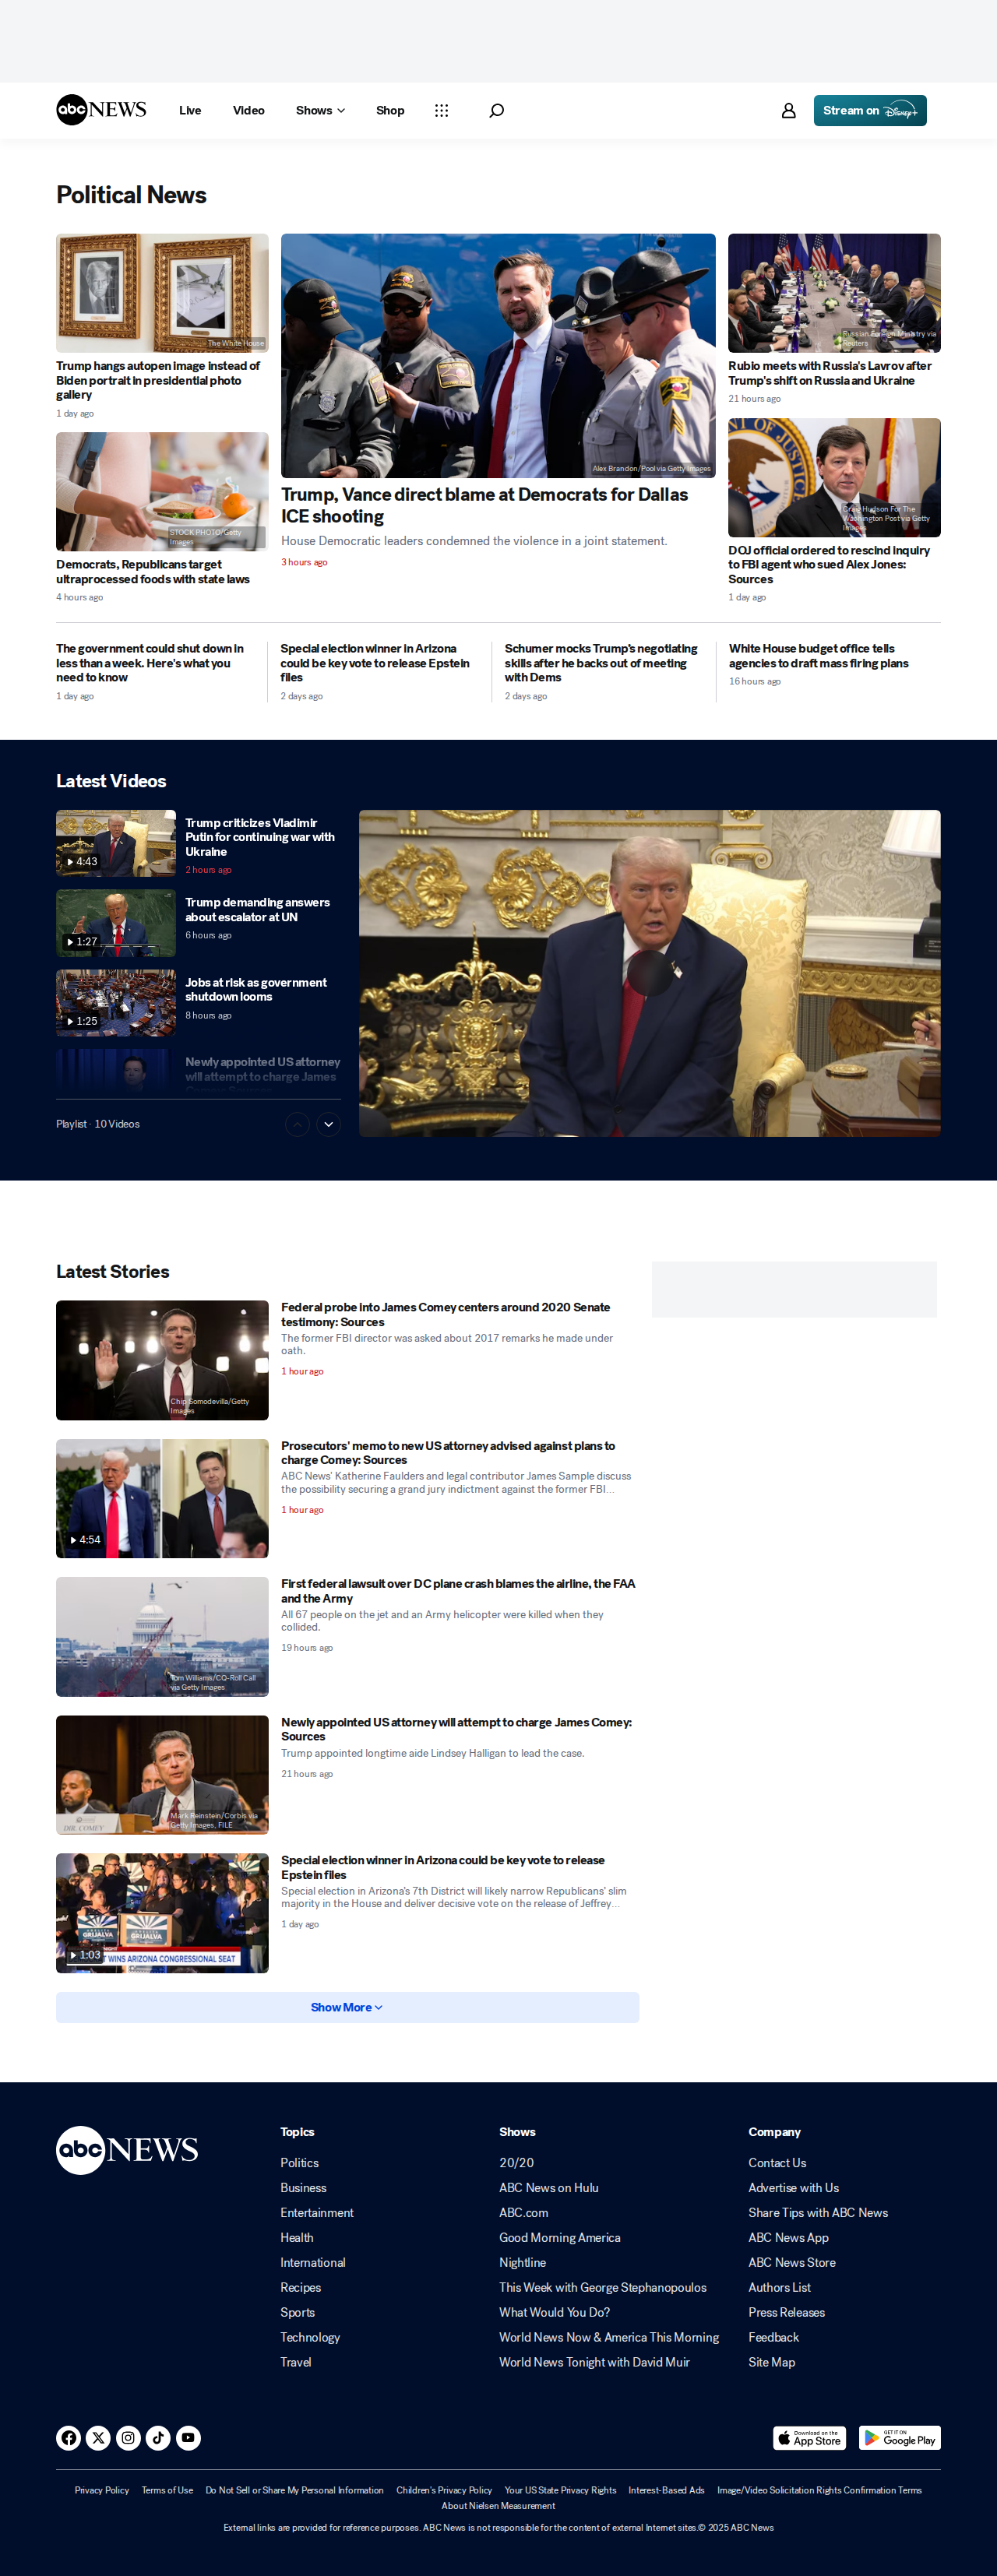 abc NEWS
Live
Video
Shows
Shop
Stream on Disney+
Political News
The White House
Trump hangs autopen image instead of
Biden portrait in presidential photo
gallery
1 day ago
STOCK PHOTO/Getty
Images
Democrats, Republicans target
ultraprocessed foods with state laws
4 hours ago
Alex Brandon/Pool via Getty Images
Trump, Vance direct blame at Democrats for Dallas
ICE shooting
House Democratic leaders condemned the violence in a joint statement.
3 hours ago
Russian Foreign Ministry via
Reuters
Rubio meets with Russia's Lavrov after
Trump's shift on Russia and Ukraine
21 hours ago
Craig Hudson For The
Washington Post via Getty
Images
DOJ official ordered to rescind inquiry
to FBI agent who sued Alex Jones:
Sources
1 day ago
The government could shut down in
less than a week. Here's what you
need to know
1 day ago
Special election winner in Arizona
could be key vote to release Epstein
files
2 days ago
Schumer mocks Trump's negotiating
skills after he backs out of meeting
with Dems
2 days ago
White House budget office tells
agencies to draft mass firing plans
16 hours ago
Latest Videos
4:43
Trump criticizes Vladimir
Putin for continuing war with
Ukraine
2 hours ago
1:27
Trump demanding answers
about escalator at UN
6 hours ago
1:25
Jobs at risk as government
shutdown looms
8 hours ago
Newly appointed US attorney
will attempt to charge James
Playlist · 10 Videos
Latest Stories
Chip Somodevilla/Getty
Images
Federal probe into James Comey centers around 2020 Senate
testimony: Sources
The former FBI director was asked about 2017 remarks he made under
oath.
1 hour ago
4:54
Prosecutors' memo to new US attorney advised against plans to
charge Comey: Sources
ABC News' Katherine Faulders and legal contributor James Sample discuss
the possibility securing a grand jury indictment against the former FBI...
1 hour ago
Tom Williams/CQ-Roll Call
via Getty Images
First federal lawsuit over DC plane crash blames the airline, the FAA
and the Army
All 67 people on the jet and an Army helicopter were killed when they
collided.
19 hours ago
DIR. COMEY
Mark Reinstein/Corbis via
Getty Images, FILE
Newly appointed US attorney will attempt to charge James Comey:
Sources
Trump appointed longtime aide Lindsey Halligan to lead the case.
21 hours ago
GRIJALVA
GRIJALVA
1:03
WINS ARIZONA CONGRESSIONAL SEAT
Special election winner in Arizona could be key vote to release
Epstein files
Special election in Arizona's 7th District will likely narrow Republicans' slim
majority in the House and deliver decisive vote on the release of Jeffrey...
1 day ago
Show More
abc NEWS
Topics
Politics
Business
Entertainment
Health
International
Recipes
Sports
Technology
Travel
Shows
20/20
ABC News on Hulu
ABC.com
Good Morning America
Nightline
This Week with George Stephanopoulos
What Would You Do?
World News Now & America This Morning
World News Tonight with David Muir
Company
Contact Us
Advertise with Us
Share Tips with ABC News
ABC News App
ABC News Store
Authors List
Press Releases
Feedback
Site Map
Download on the
App Store
GET IT ON
Google Play
Privacy Policy
Terms of Use
Do Not Sell or Share My Personal Information
Children's Privacy Policy
Your US State Privacy Rights
Interest-Based Ads
Image/Video Solicitation Rights Confirmation Terms
About Nielsen Measurement
External links are provided for reference purposes. ABC News is not responsible for the content of external Internet sites.© 2025 ABC News